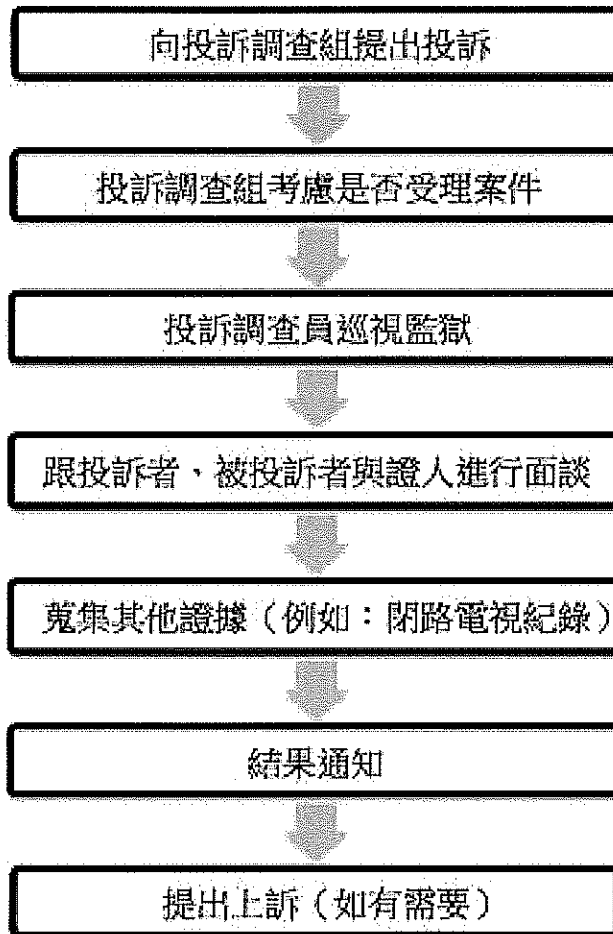 向投訴調查組提出投訴
投訴調查組考慮是否受理案件
投訴調查員巡視監獄
跟投訴者、被投訴者與證人進行面談
蒐集其他證據（例如：閉路電視紀錄）
結果通知
提出上訴（如有需要）